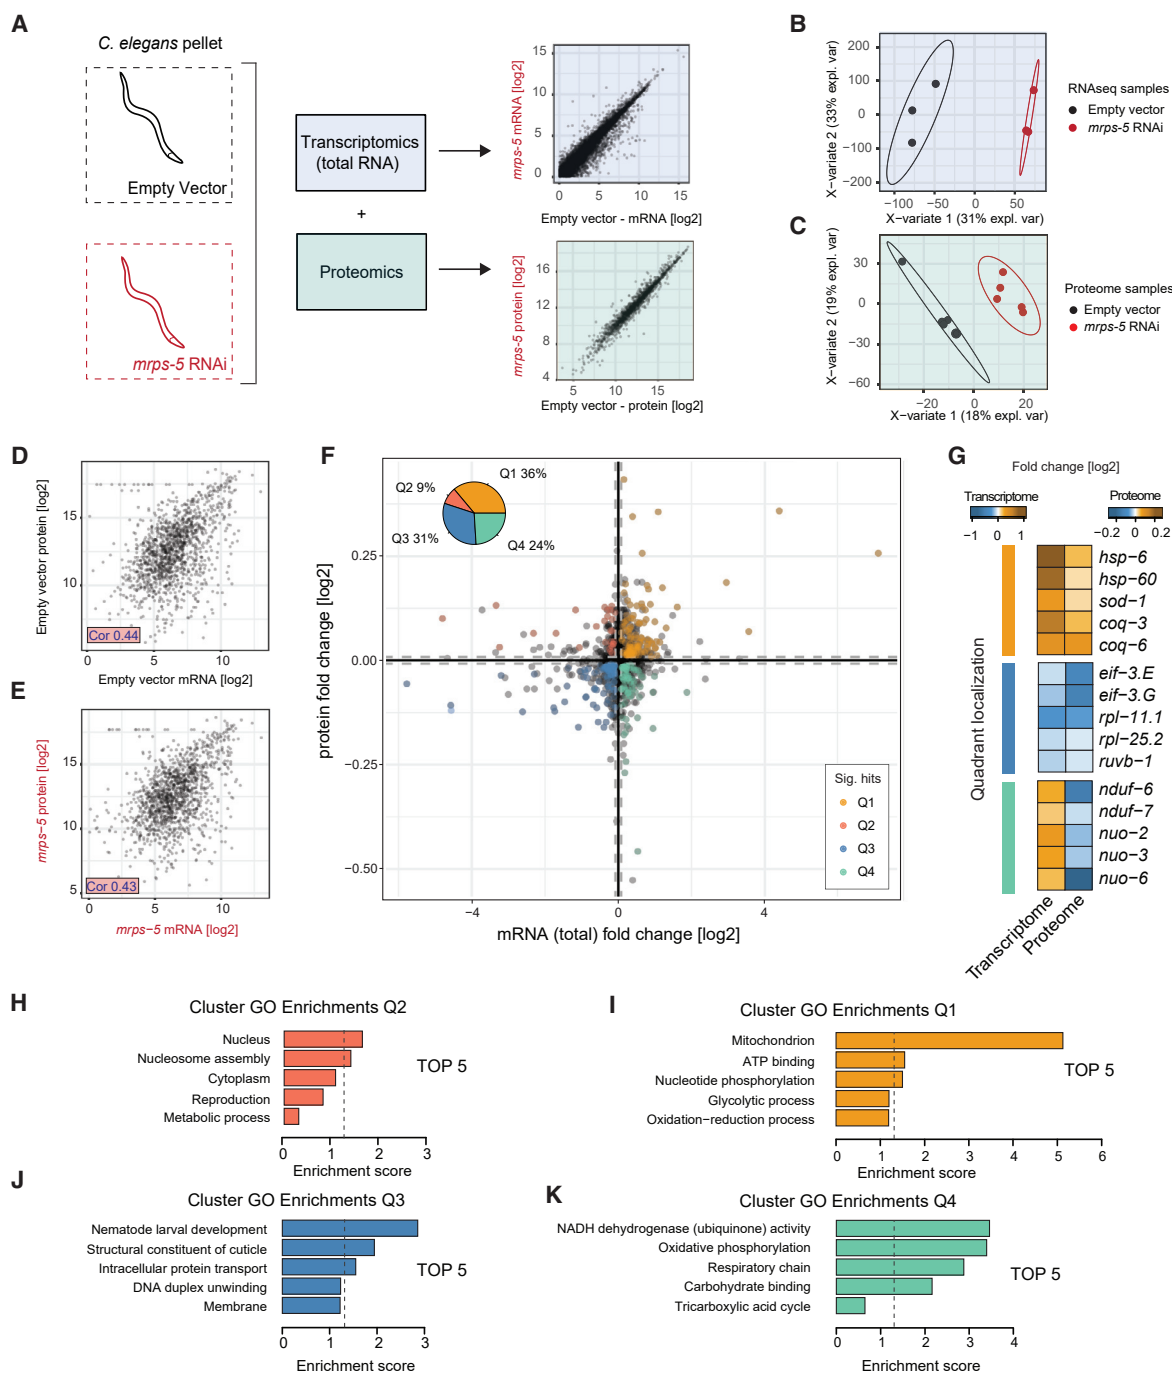 A
C. elegans pellet
Empty Vector
mrps-5 RNAi
Transcriptomics
(total RNA)
+
Proteomics
mrps-5 mRNA [log2]
15
10
5
0
0 5 10 15
Empty vector - mRNA [log2]
mrps-5 protein [log2]
16
12
8
4
5 10 15
Empty vector - protein [log2]
B
X−variate 2 (33% expl. var)
200
100
0
−100
−200
−100 −50 0 50
X−variate 1 (31% expl. var)
RNAseq samples
Empty vector
mrps-5 RNAi
C
X−variate 2 (19% expl. var)
30
0
−30
−60
−20 0 20
X−variate 1 (18% expl. var)
Proteome samples
Empty vector
mrps-5 RNAi
D
Empty vector protein [log2]
15
10
Cor 0.44
0 5 10
Empty vector mRNA [log2]
E
mrps−5 protein [log2]
15
10
5
Cor 0.43
0 5 10
mrps−5 mRNA [log2]
F
Q1 36%
Q2 9%
Q3 31%
Q4 24%
protein fold change [log2]
0.25
0.00
−0.25
−0.50
−4 0 4
mRNA (total) fold change [log2]
Sig. hits
Q1
Q2
Q3
Q4
G
Fold change [log2]
Transcriptome
−1 0 1
Proteome
−0.2 0 0.2
Quadrant localization
hsp−6
hsp−60
sod−1
coq−3
coq−6
eif−3.E
eif−3.G
rpl−11.1
rpl−25.2
ruvb−1
nduf−6
nduf−7
nuo−2
nuo−3
nuo−6
Transcriptome
Proteome
H
Cluster GO Enrichments Q2
Nucleus
Nucleosome assembly
Cytoplasm
Reproduction
Metabolic process
TOP 5
0 1 2 3
Enrichment score
I
Cluster GO Enrichments Q1
Mitochondrion
ATP binding
Nucleotide phosphorylation
Glycolytic process
Oxidation−reduction process
TOP 5
0 1 2 3 4 5 6
Enrichment score
J
Cluster GO Enrichments Q3
Nematode larval development
Structural constituent of cuticle
Intracellular protein transport
DNA duplex unwinding
Membrane
TOP 5
0 1 2 3
Enrichment score
K
Cluster GO Enrichments Q4
NADH dehydrogenase (ubiquinone) activity
Oxidative phosphorylation
Respiratory chain
Carbohydrate binding
Tricarboxylic acid cycle
TOP 5
0 1 2 3 4
Enrichment score